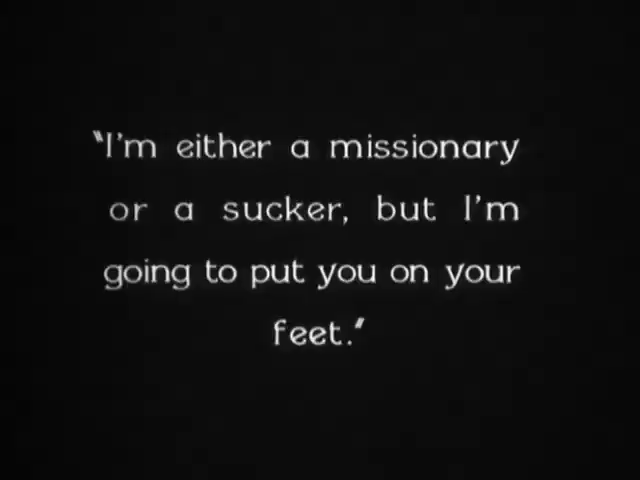 "I'm either a missionary
or a sucker, but I'm
going to put you on your
feet."